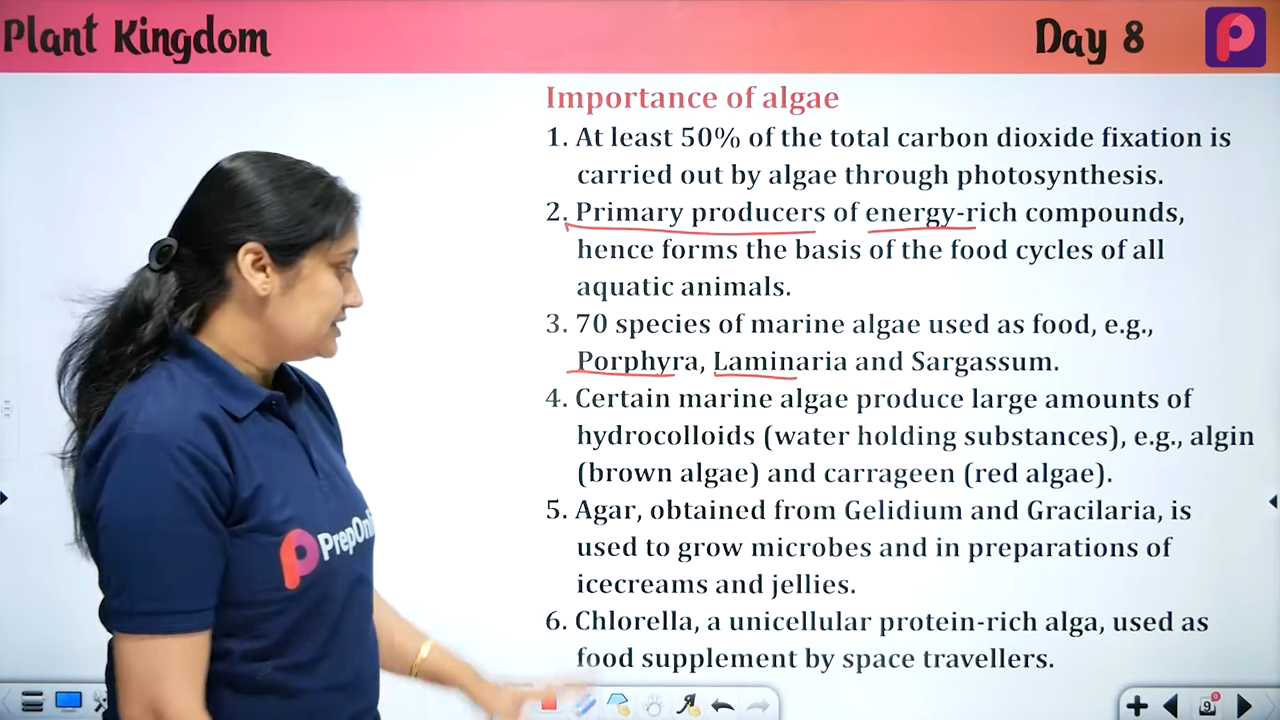 Plant Kingdom
Day 8
Importance of algae
1. At least 50% of the total carbon dioxide fixation is
carried out by algae through photosynthesis.
2. Primary producers of energy-rich compounds,
hence forms the basis of the food cycles of all
aquatic animals.
3. 70 species of marine algae used as food, e.g.,
Porphyra, Laminaria and Sargassum.
4. Certain marine algae produce large amounts of
hydrocolloids (water holding substances), e.g., algin
(brown algae) and carrageen (red algae).
5. Agar, obtained from Gelidium and Gracilaria, is
used to grow microbes and in preparations of
icecreams and jellies.
6. Chlorella, a unicellular protein-rich alga, used as
food supplement by space travellers.
PrepOnli
9